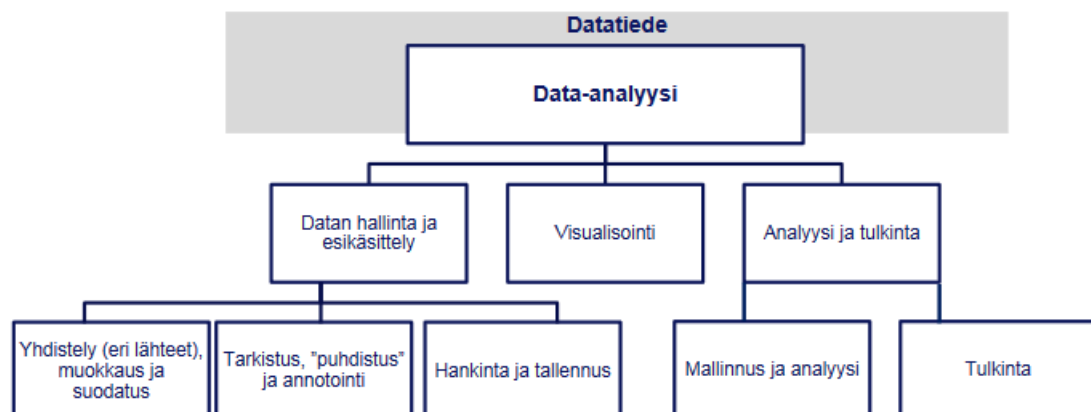 Datatiede
Data-analyysi
Datan hallinta ja
esikäsittely
Visualisointi
Analyysi ja tulkinta
Yhdistely (eri lähteet),
muokkaus ja
suodatus
Tarkistus, ”puhdistus”
ja annotointi
Hankinta ja tallennus
Mallinnus ja analyysi
Tulkinta